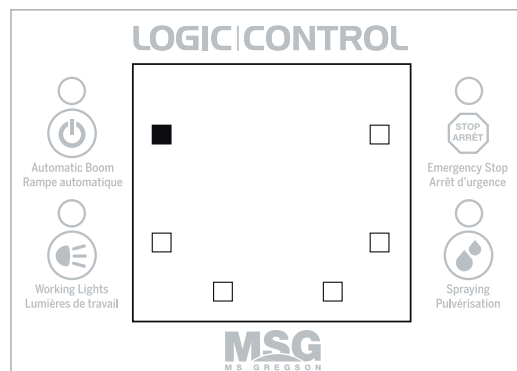 LOGIC|CONTROL
Automatic Boom
Rampe automatique
STOP
ARRÊT
Emergency Stop
Arrêt d'urgence
Working Lights
Lumières de travail
Spraying
Pulvérisation
MSG
MS GREGSON